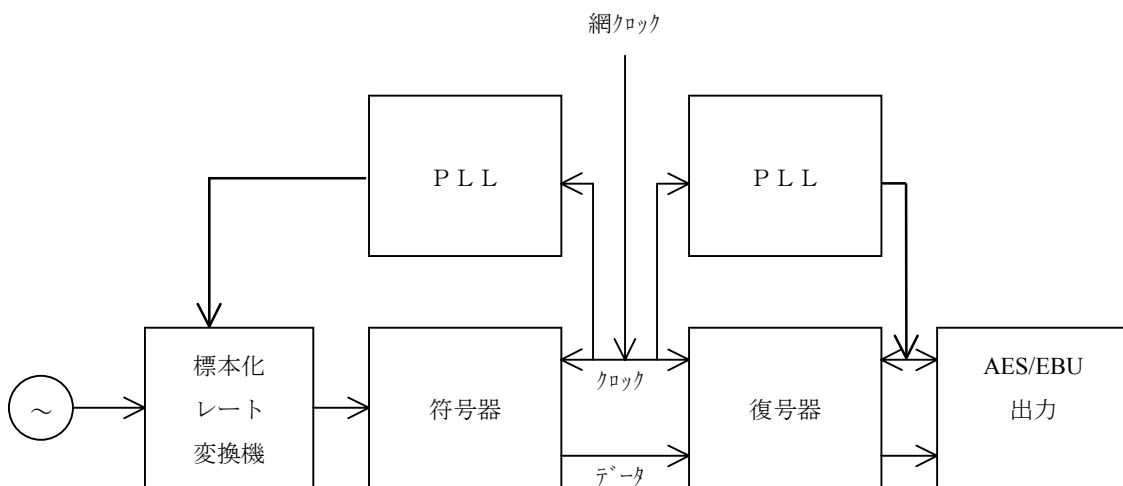 網ｸﾛｯｸ
ＰＬＬ
ＰＬＬ
標本化
レート
変換機
～
符号器
ｸﾛｯｸ
ﾃﾞｰﾀ
復号器
AES/EBU
出力